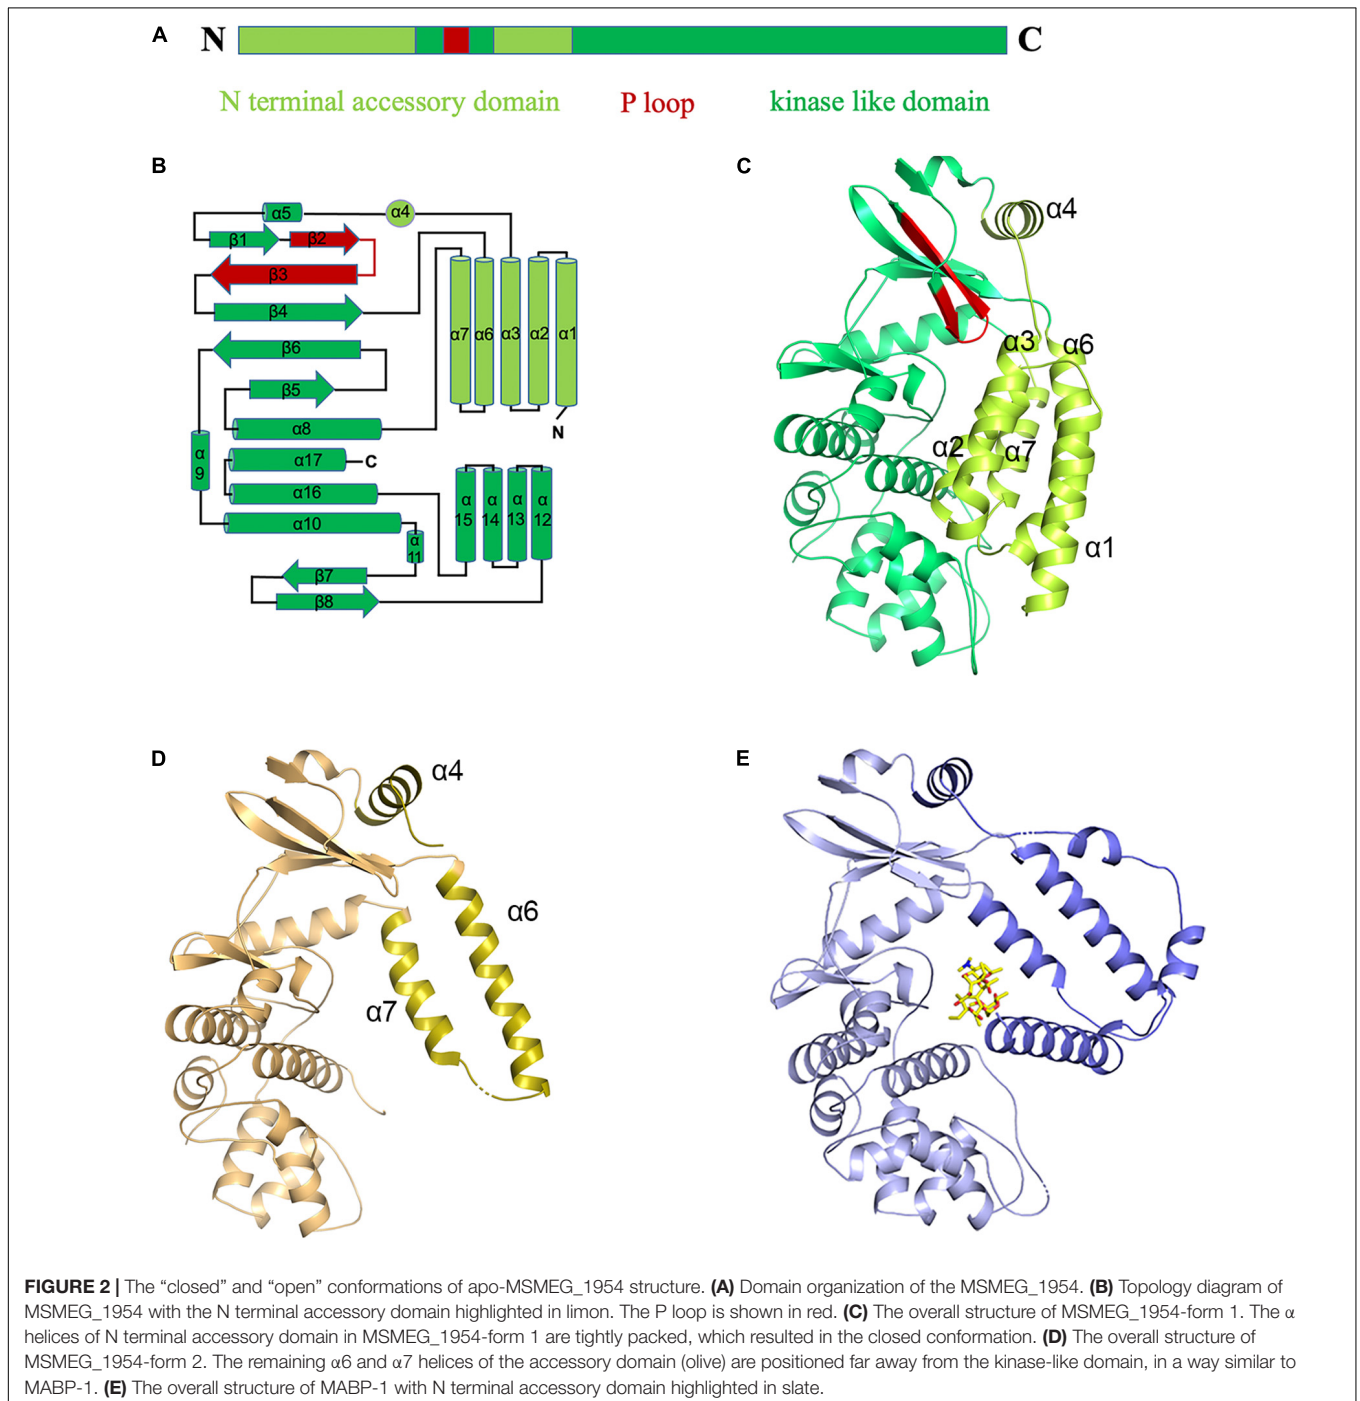 A N C
N terminal accessory domain P loop kinase like domain
B
α5 α4
β1 β2
β3
β4
β6
β5
α8
α9
α17 C
α16
α10
α11
β7
β8
α7 α6 α3 α2 α1
N
α15 α14 α13 α12
C
α4
α3 α6
α2 α7
α1
D
α4
α6
α7
E
FIGURE 2 | The “closed” and “open” conformations of apo-MSMEG_1954 structure. (A) Domain organization of the MSMEG_1954. (B) Topology diagram of
MSMEG_1954 with the N terminal accessory domain highlighted in limon. The P loop is shown in red. (C) The overall structure of MSMEG_1954-form 1. The α
helices of N terminal accessory domain in MSMEG_1954-form 1 are tightly packed, which resulted in the closed conformation. (D) The overall structure of
MSMEG_1954-form 2. The remaining α6 and α7 helices of the accessory domain (olive) are positioned far away from the kinase-like domain, in a way similar to
MABP-1. (E) The overall structure of MABP-1 with N terminal accessory domain highlighted in slate.